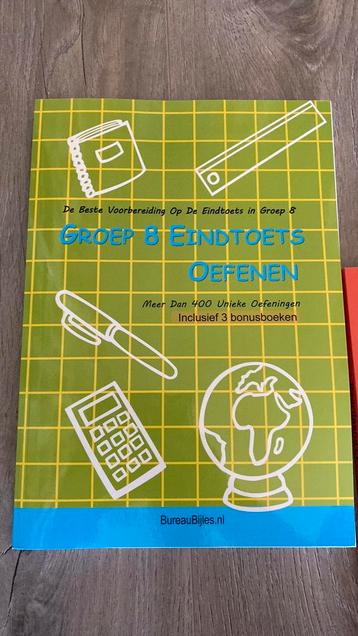 De Beste Voorbereiding Op De Eindtoets in Groep 8
Groep 8 Eindtoets
Oefenen
Meer Dan 400 Unieke Oefeningen
Inclusief 3 bonusboeken
BureauBijles.nl